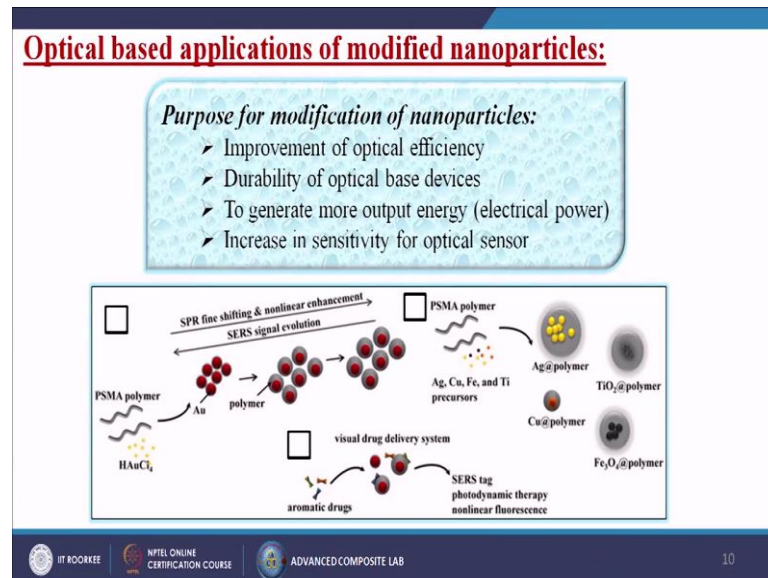 Optical based applications of modified nanoparticles:
Purpose for modification of nanoparticles:
➢ Improvement of optical efficiency
➢ Durability of optical base devices
➢ To generate more output energy (electrical power)
➢ Increase in sensitivity for optical sensor
SPR fine shifting & nonlinear enhancement
SERS signal evolution
PSMA polymer
HAuCl₄
Au
polymer
PSMA polymer
Ag, Cu, Fe, and Ti
precursors
Ag@polymer
TiO₂@polymer
Cu@polymer
Fe₃O₄@polymer
visual drug delivery system
aromatic drugs
SERS tag
photodynamic therapy
nonlinear fluorescence
IIT ROORKEE
NPTEL ONLINE
CERTIFICATION COURSE
ADVANCED COMPOSITE LAB
10